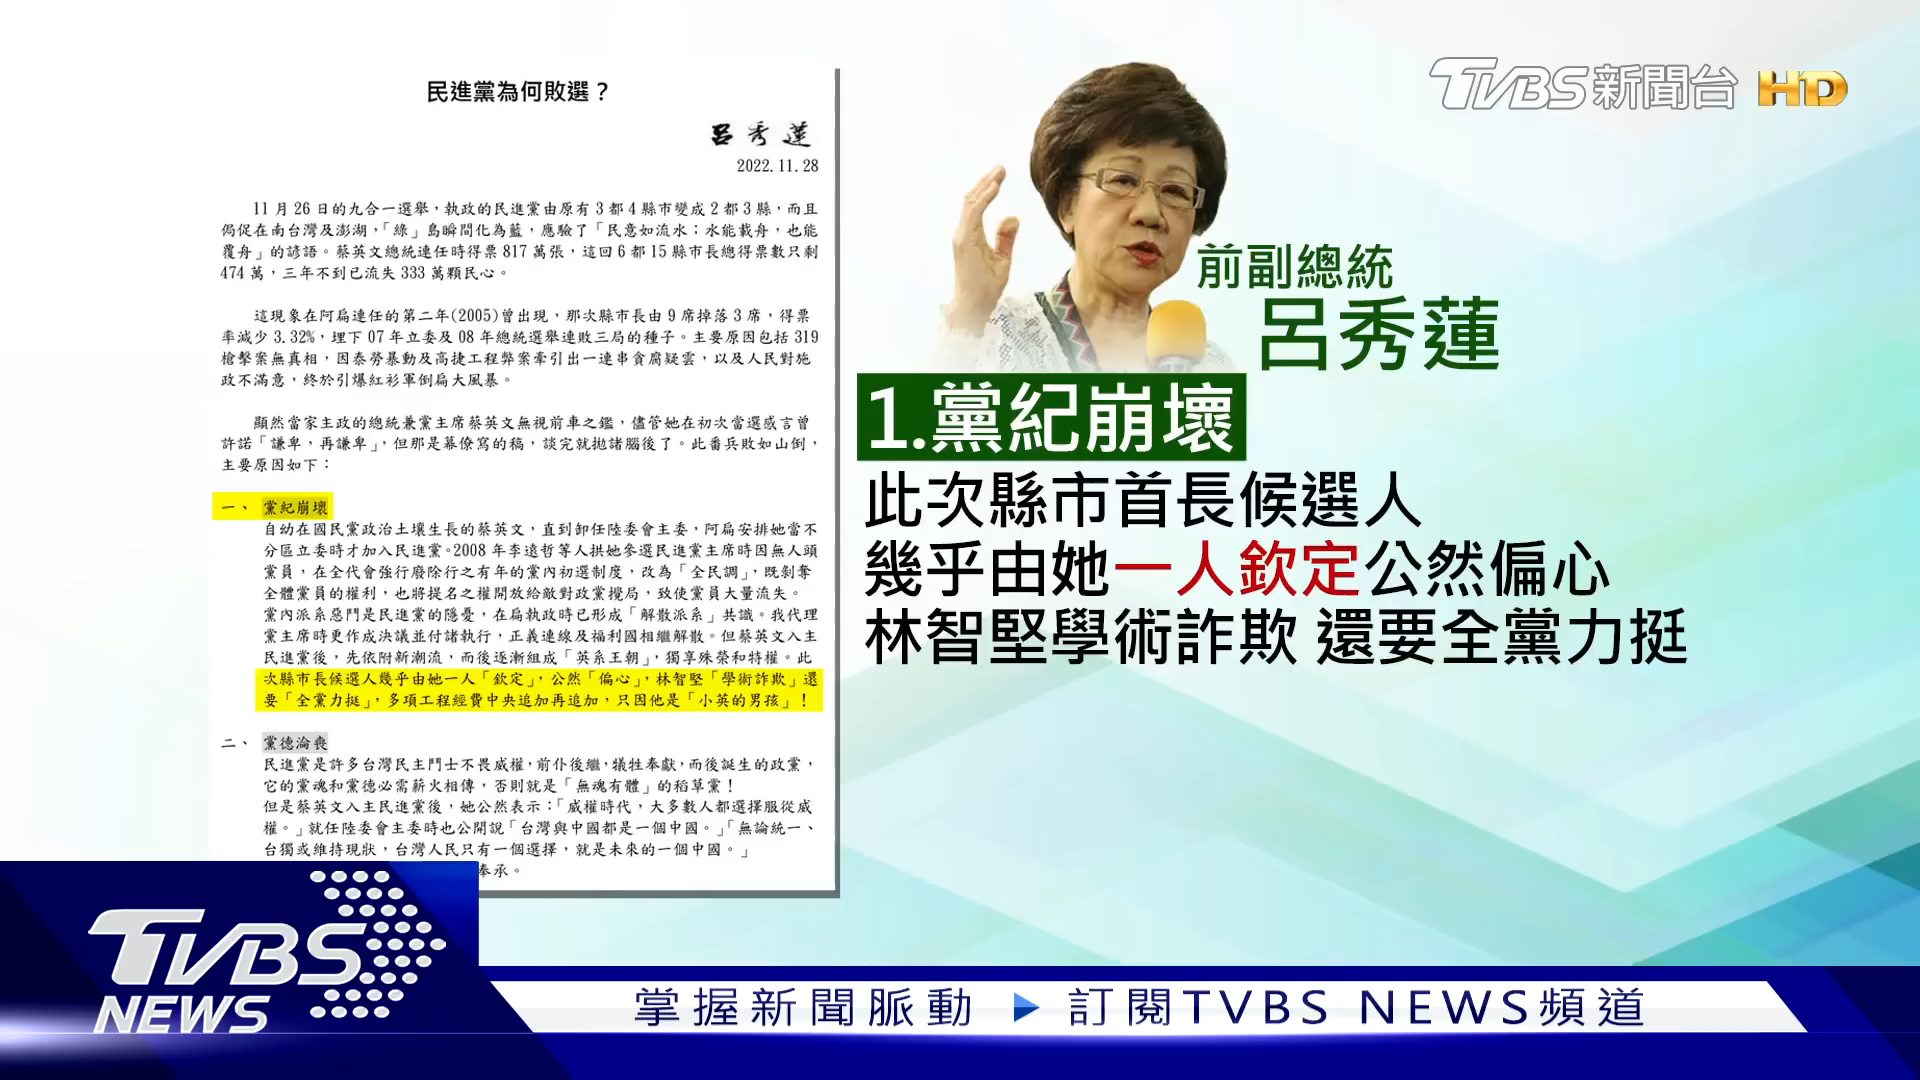 民進黨為何敗選？
呂秀蓮
2022.11.28
11月26日的九合一選舉，執政的民進黨由原有3都4縣市變成2都3縣，而且
侷促在南台灣及澎湖，「綠」島瞬間化為藍，應驗了「民意如流水；水能載舟，也能
覆舟」的諺語。蔡英文總統連任時得票817萬張，這回6都15縣市長總得票數只剩
474萬，三年不到已流失333萬顆民心。
這現象在阿扁連任的第二年(2005)曾出現，那次縣市長由9席掉落3席，得票
率減少3.32%，埋下07年立委及08年總統選舉連敗三局的種子。主要原因包括319
槍擊案無真相，因泰勞暴動及高捷工程弊案牽引出一連串貪腐疑雲，以及人民對施
政不滿意，終於引爆紅衫軍倒扁大風暴。
顯然當家主政的總統兼黨主席蔡英文無視前車之鑑，儘管她在初次當選感言曾
許諾「謙卑，再謙卑」，但那是幕僚寫的稿，談完就拋諸腦後了。此番兵敗如山倒，
主要原因如下：
一、黨紀崩壞
自幼在國民黨政治土壤生長的蔡英文，直到卸任陸委會主委，阿扁安排她當不
分區立委時才加入民進黨。2008年李遠哲等人拱她參選民進黨主席時因無人頭
黨員，在全代會強行廢除行之有年的黨內初選制度，改為「全民調」，既剝奪
全體黨員的權利，也將提名之權開放給敵對政黨攪局，致使黨員大量流失。
黨內派系惡鬥是民進黨的隱憂，在扁執政時已形成「解散派系」共識。我代理
黨主席時更作成決議並付諸執行，正義連線及福利國相繼解散。但蔡英文入主
民進黨後，先依附新潮流，而後逐漸組成「英系王朝」，獨享殊榮和特權。此
次縣市長候選人幾乎由她一人「欽定」，公然「偏心」，林智堅「學術詐欺」還
要「全黨力挺」，多項工程經費中央追加再追加，只因他是「小英的男孩」！
二、黨德淪喪
民進黨是許多台灣民主鬥士不畏威權，前仆後繼，犧牲奉獻，而後誕生的政黨，
它的黨魂和黨德必需薪火相傳，否則就是「無魂有體」的稻草黨！
但是蔡英文入主民進黨後，她公然表示：「威權時代，大多數人都選擇服從威
權。」就任陸委會主委時也公開說「台灣與中國都是一個中國。」「無論統一、
台獨或維持現狀，台灣人民只有一個選擇，就是未來的一個中國。」
奉承。
TVBS新聞台 HD
前副總統
呂秀蓮
1.黨紀崩壞
此次縣市首長候選人
幾乎由她一人欽定公然偏心
林智堅學術詐欺 還要全黨力挺
TVBS
NEWS
掌握新聞脈動 ▶ 訂閱TVBS NEWS頻道